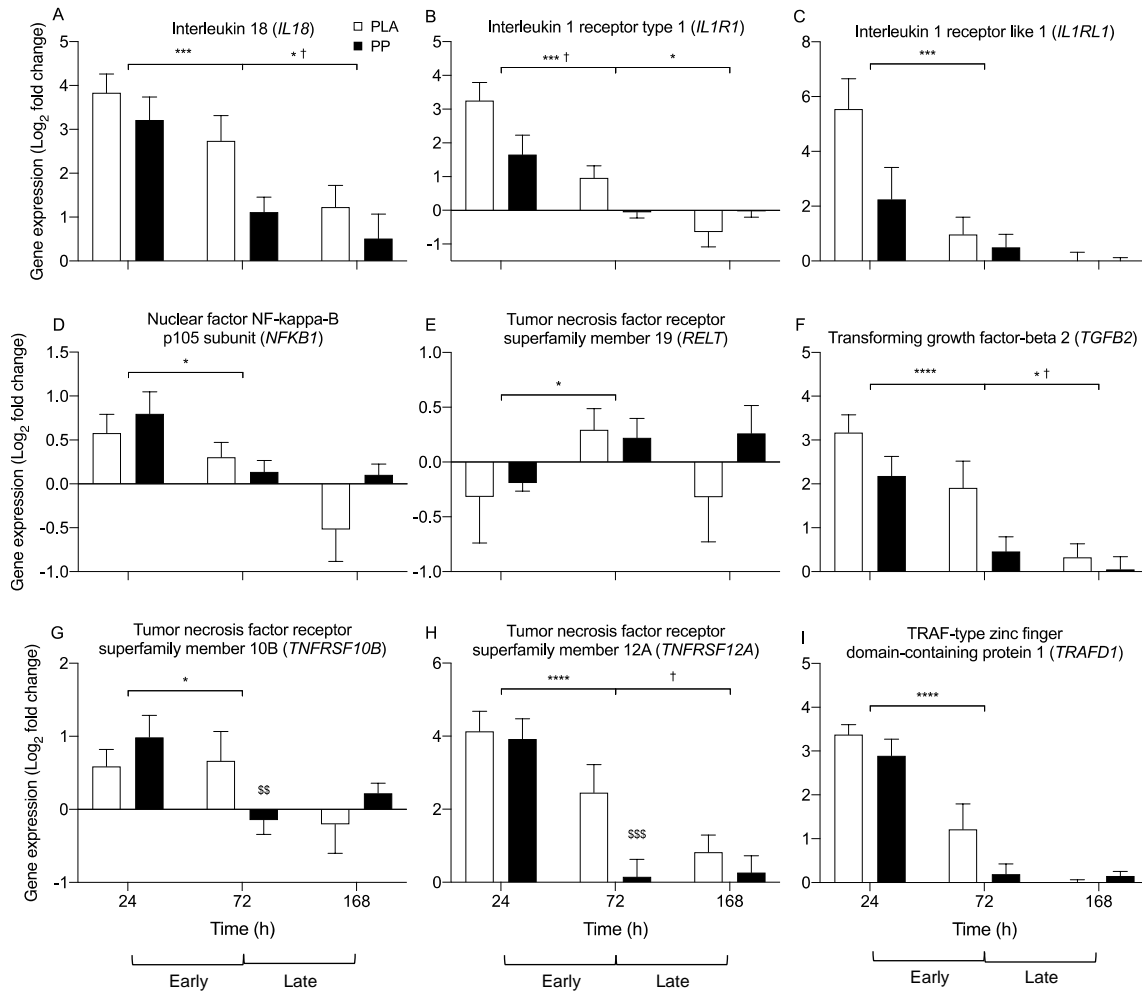 A
Interleukin 18 (IL18)
PLA
PP
Gene expression (Log2 fold change)
5
4
3
2
1
0
***
* †
B
Interleukin 1 receptor type 1 (IL1R1)
5
4
3
2
1
0
-1
*** †
*
C
Interleukin 1 receptor like 1 (IL1RL1)
8
6
4
2
0
***
D
Nuclear factor NF-kappa-B
p105 subunit (NFKB1)
Gene expression (Log2 fold change)
1.5
1.0
0.5
0.0
-0.5
-1.0
*
E
Tumor necrosis factor receptor
superfamily member 19 (RELT)
1.0
0.5
0.0
-0.5
-1.0
*
F
Transforming growth factor-beta 2 (TGFB2)
5
4
3
2
1
0
****
* †
G
Tumor necrosis factor receptor
superfamily member 10B (TNFRSF10B)
Gene expression (Log2 fold change)
2
1
0
-1
*
$$
24
72
168
Time (h)
Early
Late
H
Tumor necrosis factor receptor
superfamily member 12A (TNFRSF12A)
6
4
2
0
****
†
$$$
24
72
168
Time (h)
Early
Late
I
TRAF-type zinc finger
domain-containing protein 1 (TRAFD1)
5
4
3
2
1
0
****
24
72
168
Time (h)
Early
Late